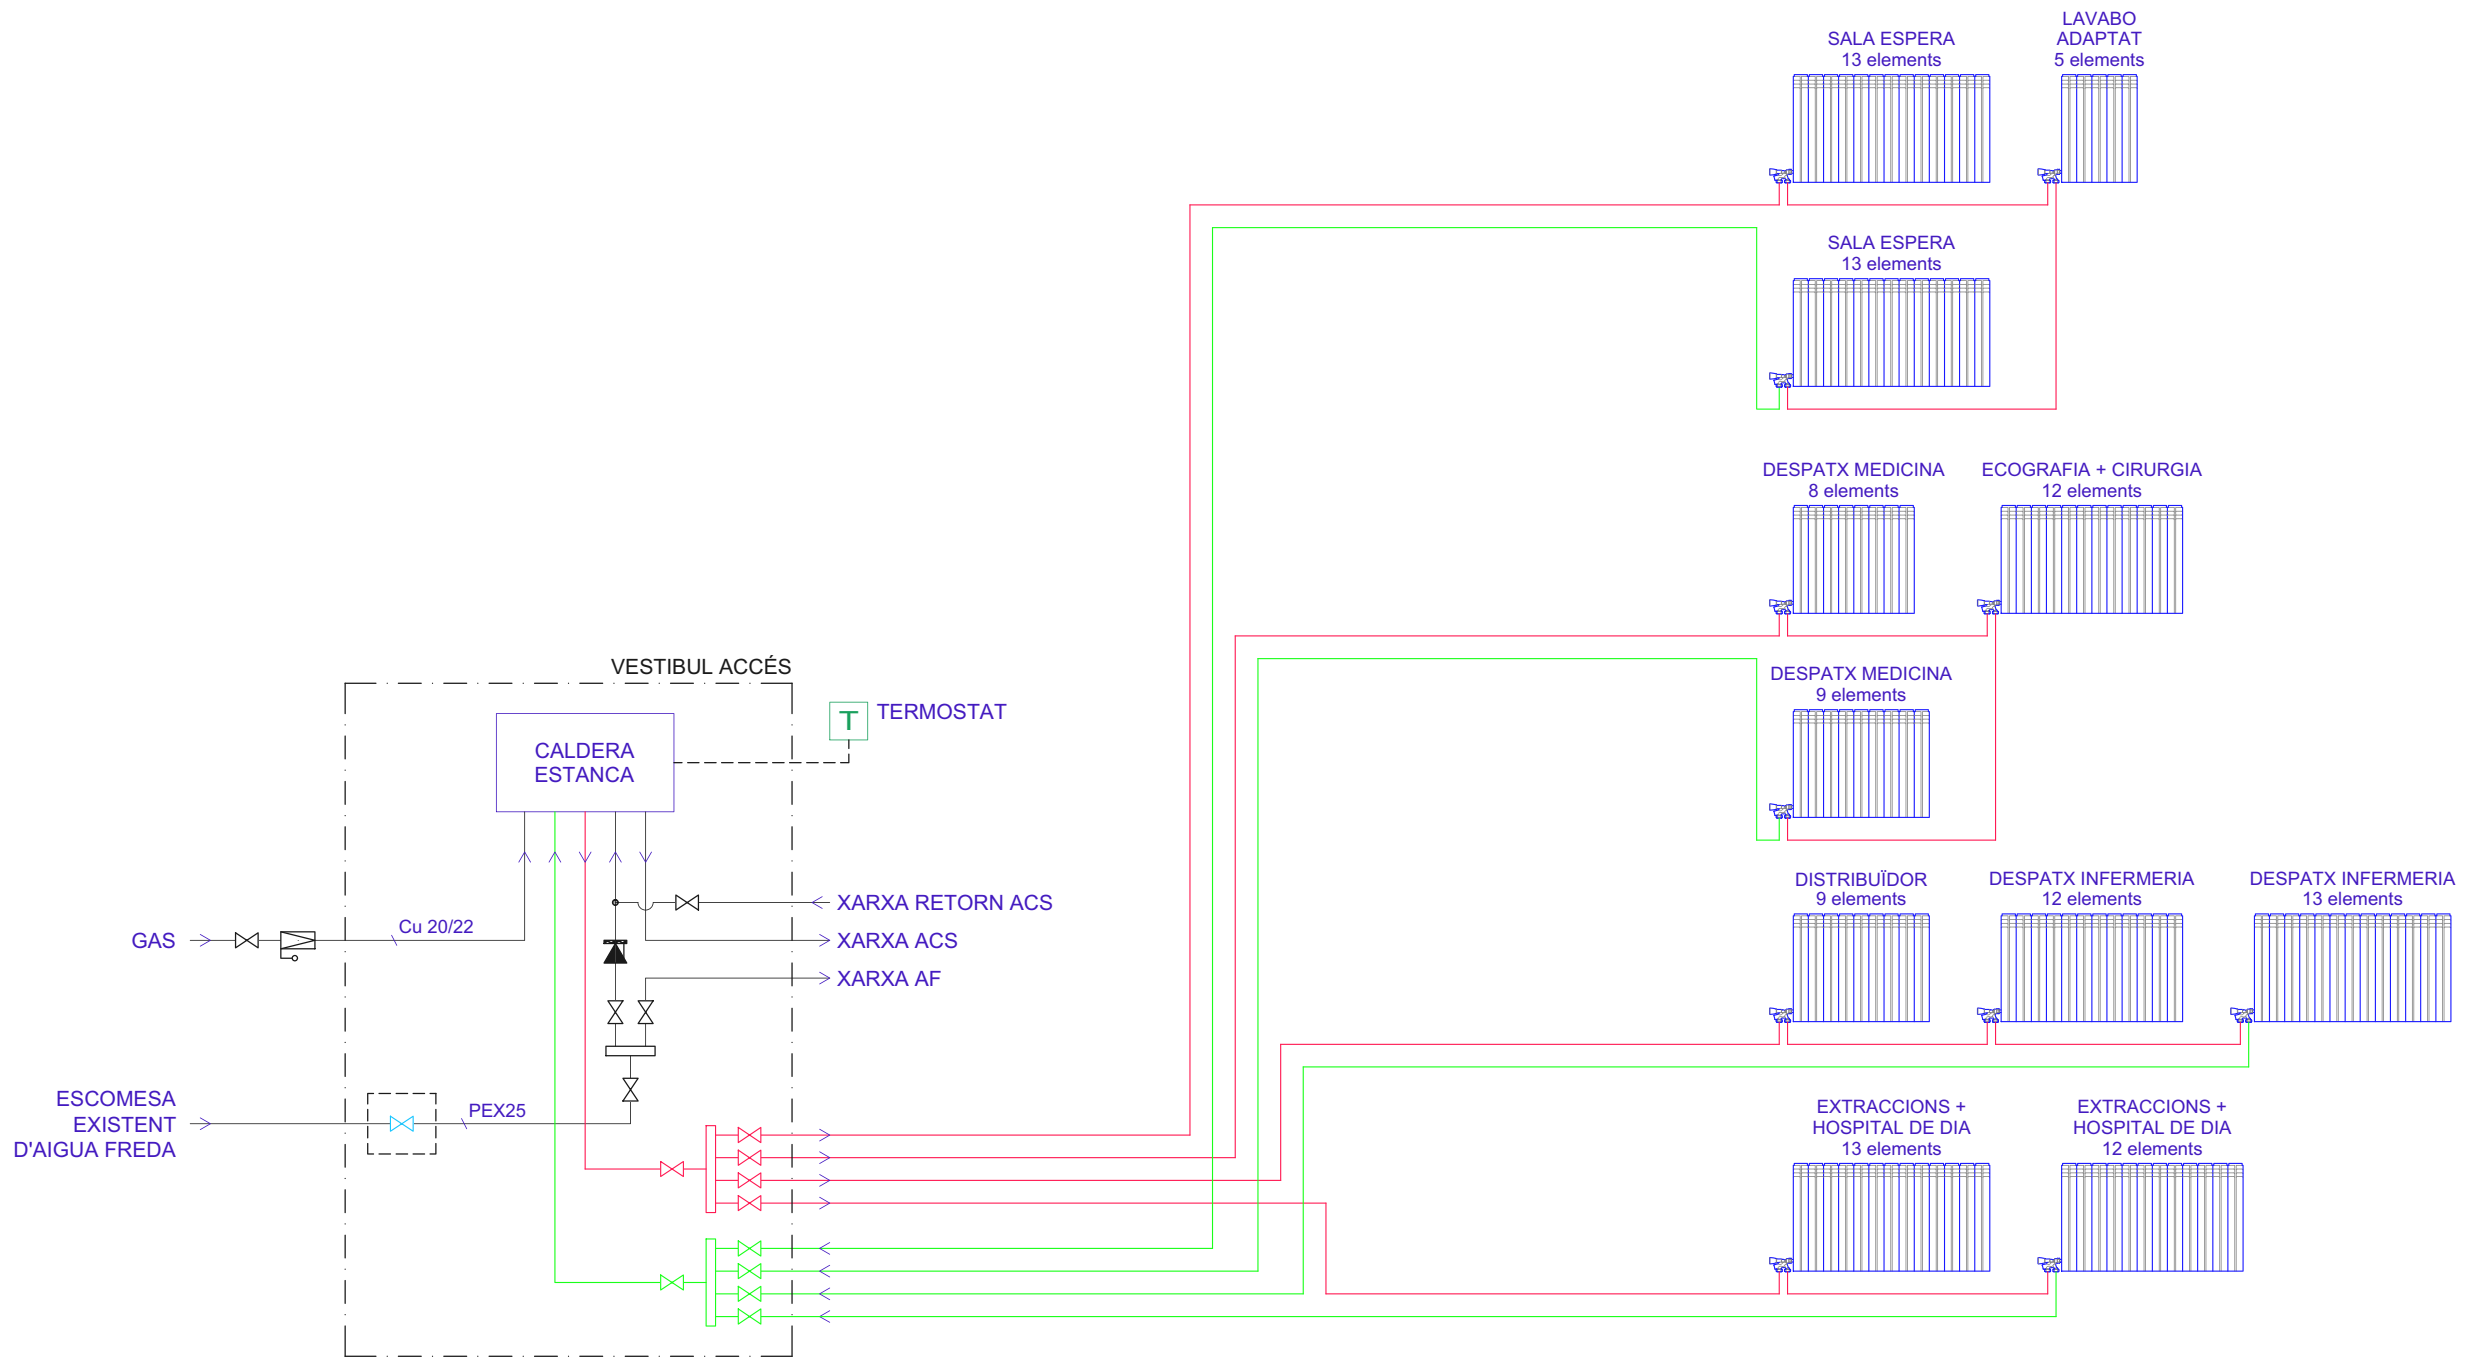 LAVABO
ADAPTAT
5 elements
SALA ESPERA
13 elements
SALA ESPERA
13 elements
DESPATX MEDICINA
8 elements
ECOGRAFIA + CIRURGIA
12 elements
DESPATX MEDICINA
9 elements
VESTIBUL ACCÉS
T
TERMOSTAT
CALDERA
ESTANCA
DISTRIBUÏDOR
9 elements
DESPATX INFERMERIA
12 elements
DESPATX INFERMERIA
13 elements
XARXA RETORN ACS
GAS
Cu 20/22
XARXA ACS
XARXA AF
ESCOMESA
EXISTENT
D'AIGUA FREDA
PEX25
EXTRACCIONS +
HOSPITAL DE DIA
13 elements
EXTRACCIONS +
HOSPITAL DE DIA
12 elements